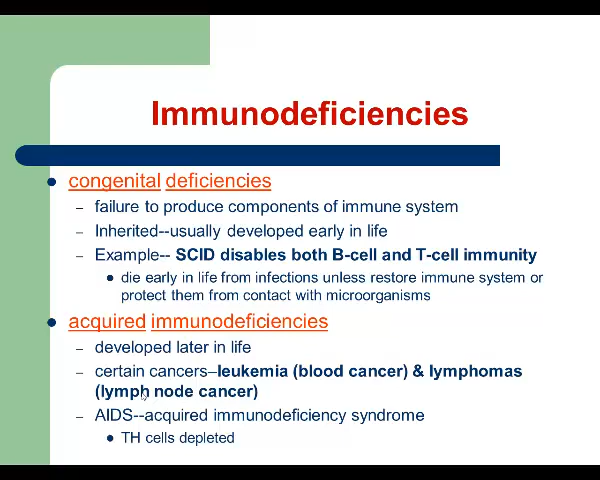 Immunodeficiencies
● congenital deficiencies
– failure to produce components of immune system
– Inherited--usually developed early in life
– Example-- SCID disables both B-cell and T-cell immunity
● die early in life from infections unless restore immune system or
protect them from contact with microorganisms
● acquired immunodeficiencies
– developed later in life
– certain cancers–leukemia (blood cancer) & lymphomas
(lymph node cancer)
– AIDS--acquired immunodeficiency syndrome
● TH cells depleted